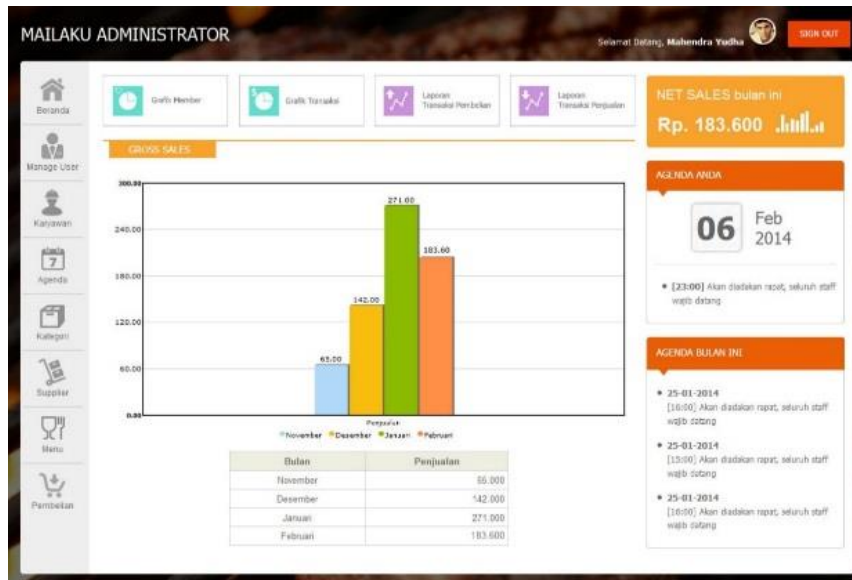 MAILAKU ADMINISTRATOR
Selamat Datang, Mahendra Yudha
SIGN OUT
Beranda
Manage User
Karyawan
7
Agenda
Kategori
Supplier
Menu
Pembelian
Grafik Member
Grafik Transaksi
Laporan
Transaksi Pembelian
Laporan
Transaksi Penjualan
GROSS SALES
300.00
240.00
180.00
120.00
60.00
0.00
271.00
183.60
142.00
Penjualan
November Desember Januari Februari
Bulan Penjualan
November
Desember 142.000
Januari 271.000
Februari 183.600
NET SALES bulan ini
Rp. 183.600
AGENDA ANDA
06
Feb
2014
[23:00] Akan diadakan rapat, seluruh staff
wajib datang
AGENDA BULAN INI
25-01-2014
[16:00] Akan diadakan rapat, seluruh staff
wajib datang
25-01-2014
[15:00] Akan diadakan rapat, seluruh staff
wajib datang
25-01-2014
[16:00] Akan diadakan rapat, seluruh staff
wajib datang